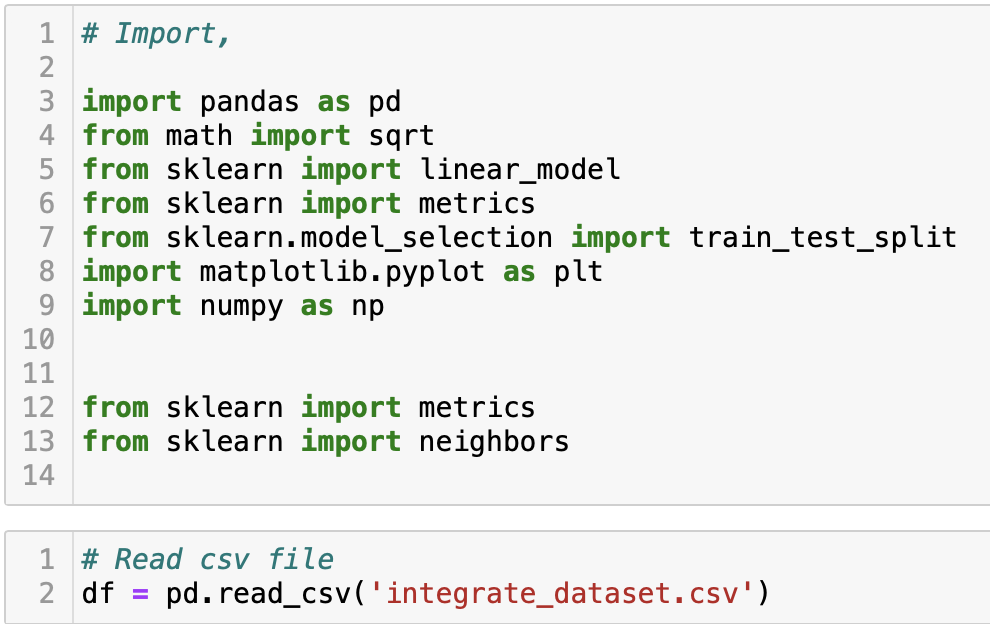 1 # Import,
2
3 import pandas as pd
4 from math import sqrt
5 from sklearn import linear_model
6 from sklearn import metrics
7 from sklearn.model_selection import train_test_split
8 import matplotlib.pyplot as plt
9 import numpy as np
10
11
12 from sklearn import metrics
13 from sklearn import neighbors
14
1 # Read csv file
2 df = pd.read_csv('integrate_dataset.csv')